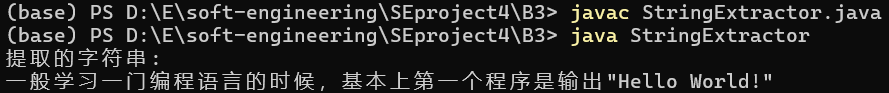 (base) PS D:\E\soft-engineering\SEproject4\B3> javac StringExtractor.java
(base) PS D:\E\soft-engineering\SEproject4\B3> java StringExtractor
提取的字符串:
一般学习一门编程语言的时候，基本上第一个程序是输出"Hello World!"